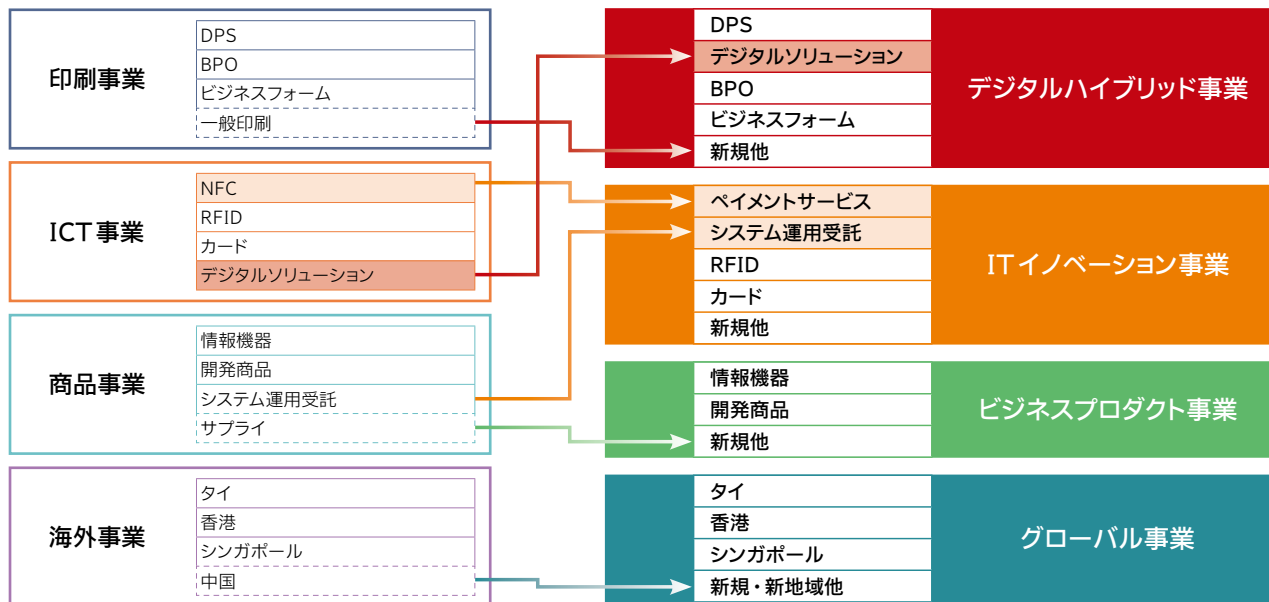 印刷事業
DPS
BPO
ビジネスフォーム
一般印刷
ICT事業
NFC
RFID
カード
デジタルソリューション
商品事業
情報機器
開発商品
システム運用受託
サプライ
海外事業
タイ
香港
シンガポール
中国
DPS
デジタルソリューション
BPO
ビジネスフォーム
新規他
デジタルハイブリッド事業
ペイメントサービス
システム運用受託
RFID
カード
新規他
ITイノベーション事業
情報機器
開発商品
新規他
ビジネスプロダクト事業
タイ
香港
シンガポール
新規・新地域他
グローバル事業